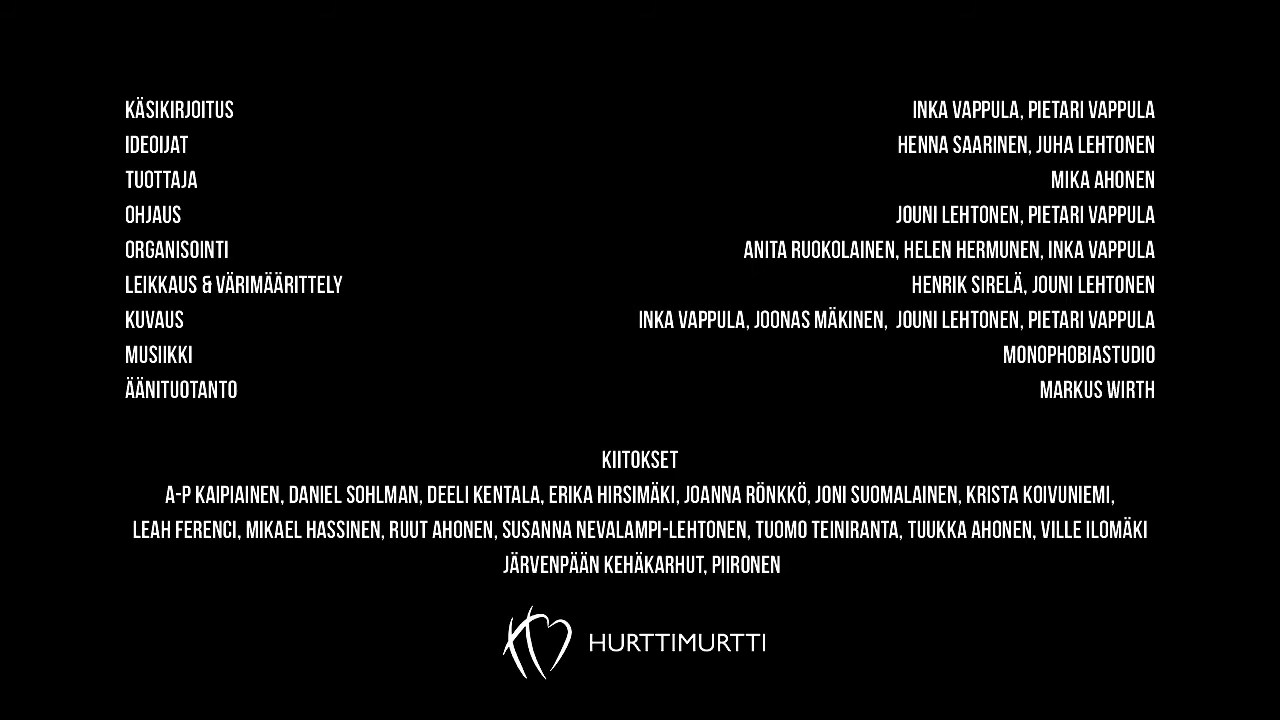 KÄSIKIRJOITUS INKA VAPPULA, PIETARI VAPPULA
IDEOIJAT HENNA SAARINEN, JUHA LEHTONEN
TUOTTAJA MIKA AHONEN
OHJAUS JOUNI LEHTONEN, PIETARI VAPPULA
ORGANISOINTI ANITA RUOKOLAINEN, HELEN HERMUNEN, INKA VAPPULA
LEIKKAUS & VÄRIMÄÄRITTELY HENRIK SIRELÄ, JOUNI LEHTONEN
KUVAUS INKA VAPPULA, JOONAS MÄKINEN, JOUNI LEHTONEN, PIETARI VAPPULA
MUSIIKKI MONOPHOBIASTUDIO
ÄÄNITUOTANTO MARKUS WIRTH
KIITOKSET
A-P KAIPIAINEN, DANIEL SOHLMAN, DEELI KENTALA, ERIKA HIRSIMÄKI, JOANNA RÖNKKÖ, JONI SUOMALAINEN, KRISTA KOIVUNIEMI,
LEAH FERENCI, MIKAEL HASSINEN, RUUT AHONEN, SUSANNA NEVALAMPI-LEHTONEN, TUOMO TEINIRANTA, TUUKKA AHONEN, VILLE ILOMÄKI
JÄRVENPÄÄN KEHÄKARHUT, PIIRONEN
HURTTIMURTTI